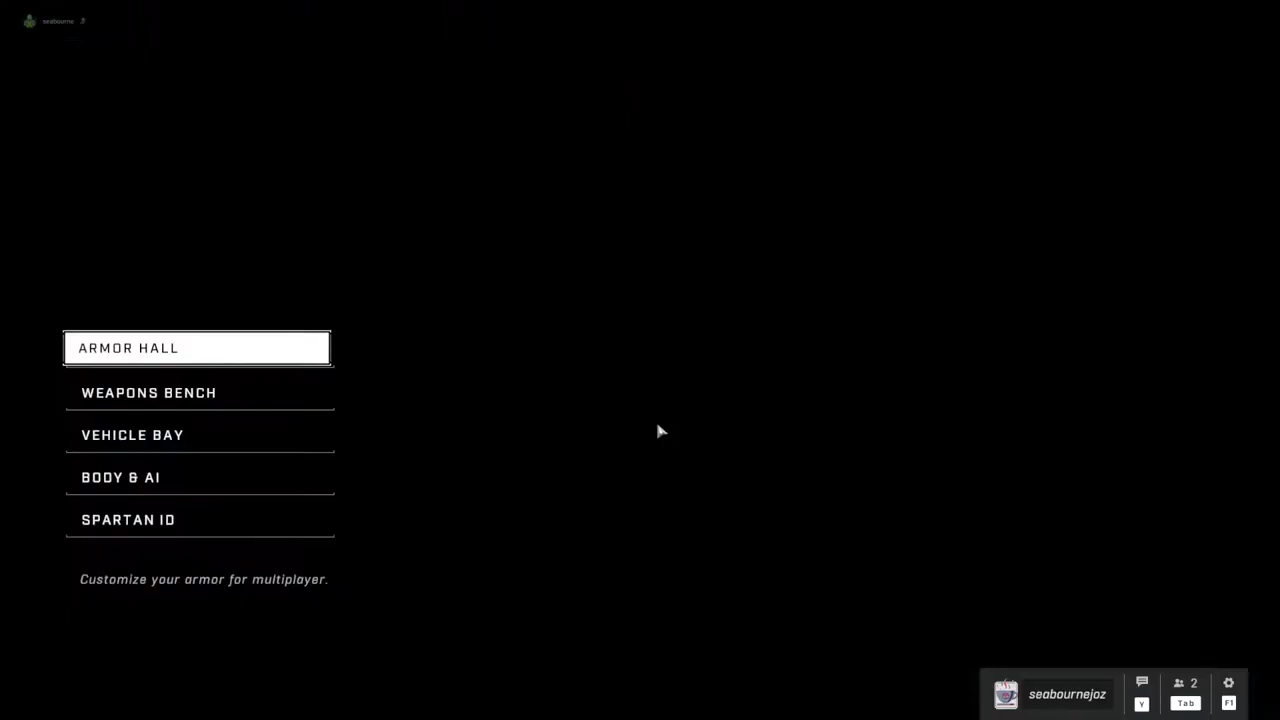 seabourne
ARMOR HALL
WEAPONS BENCH
VEHICLE BAY
BODY & AI
SPARTAN ID
Customize your armor for multiplayer.
seabournejoz
2
Y
Tab
F1